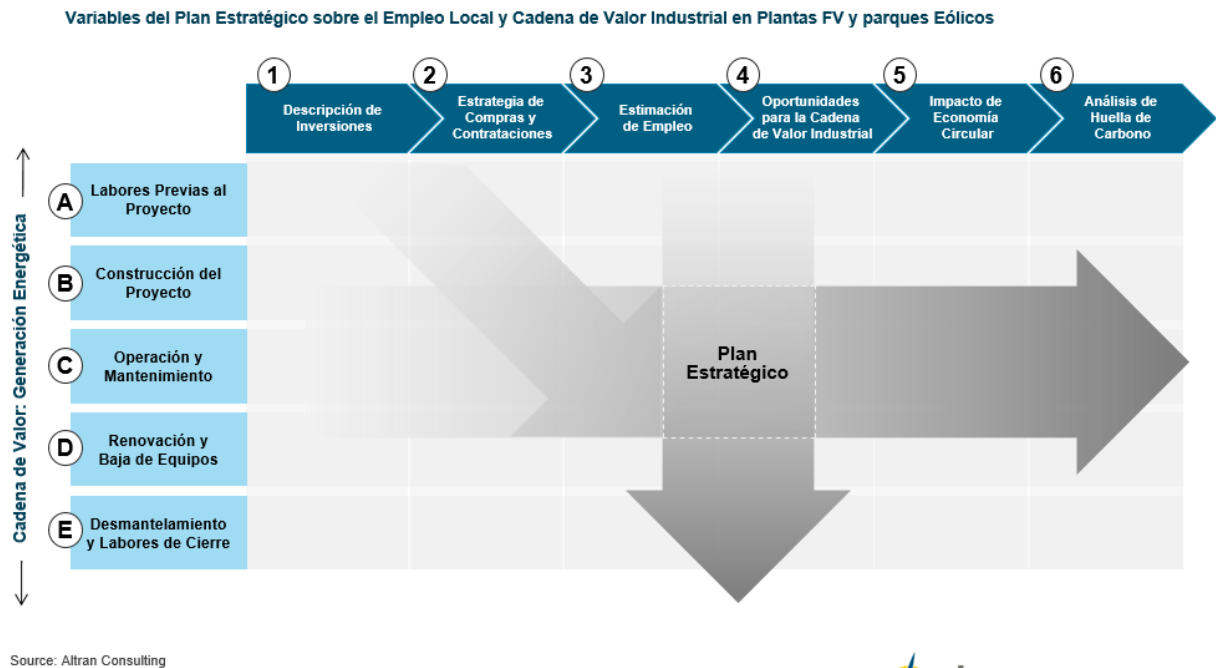 Variables del Plan Estratégico sobre el Empleo Local y Cadena de Valor Industrial en Plantas FV y parques Eólicos
1
2
3
4
5
6
Descripción de
Inversiones
Estrategia de
Compras y
Contrataciones
Estimación
de Empleo
Oportunidades
para la Cadena
de Valor Industrial
Impacto de
Economía
Circular
Análisis de
Huella de
Carbono
Cadena de Valor: Generación Energética
A
Labores Previas al
Proyecto
B
Construcción del
Proyecto
C
Operación y
Mantenimiento
D
Renovación y
Baja de Equipos
E
Desmantelamiento
y Labores de Cierre
Plan
Estratégico
Source: Altran Consulting